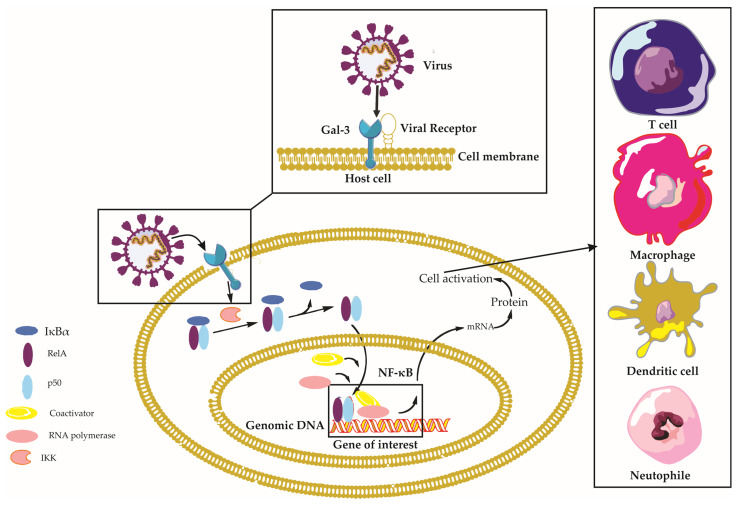 Virus
Gal-3
Viral Receptor
Cell membrane
Host cell
T cell
Macrophage
Dendritic cell
Neutophile
Cell activation
Protein
mRNA
NF-κB
Genomic DNA
Gene of interest
IκBα
RelA
p50
Coactivator
RNA polymerase
IKK